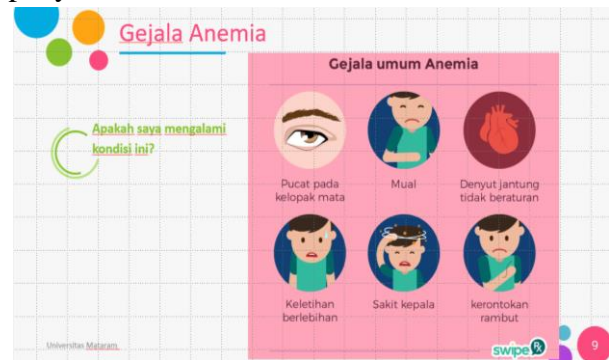 Gejala Anemia
Gejala umum Anemia
Apakah saya mengalami
kondisi ini?
Pucat pada
kelopak mata
Mual
Denyut jantung
tidak beraturan
Keletihan
berlebihan
Sakit kepala
kerontokan
rambut
Universitas Mataram
swipe Rx
9